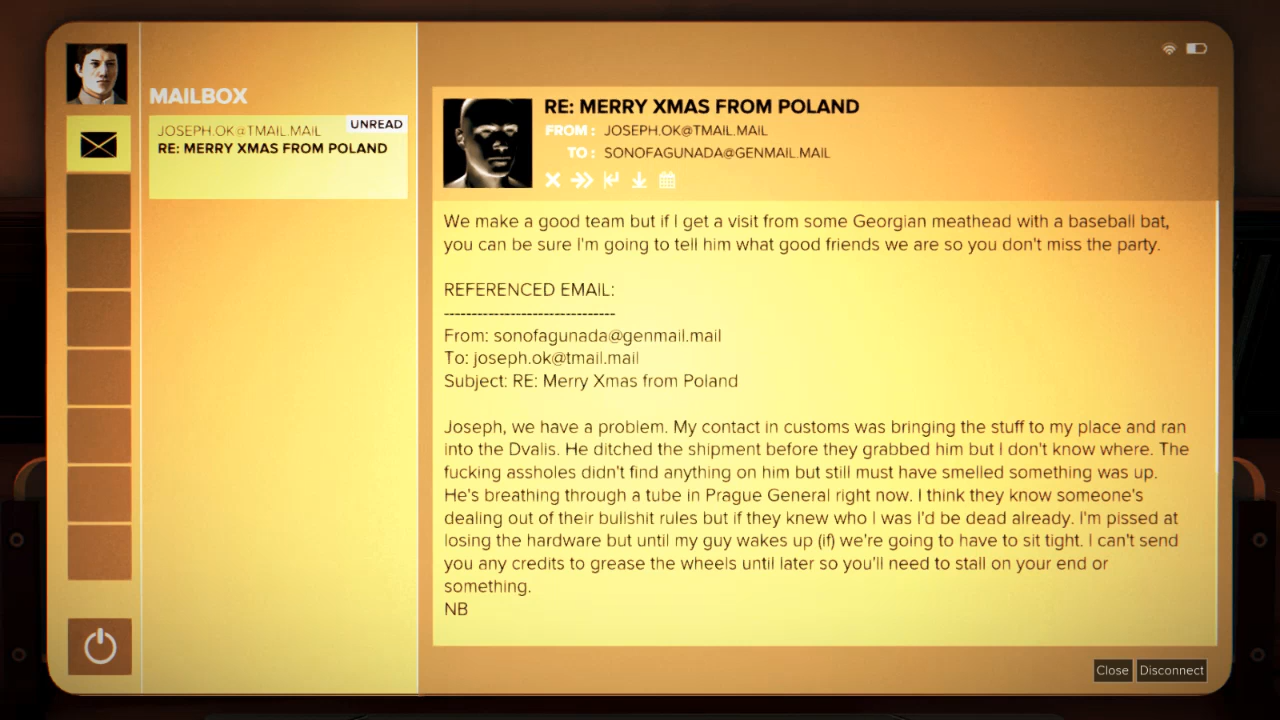 MAILBOX
JOSEPH.OK@TMAIL.MAIL
UNREAD
RE: MERRY XMAS FROM POLAND
RE: MERRY XMAS FROM POLAND
FROM: JOSEPH.OK@TMAIL.MAIL
TO: SONOFAGUNADA@GENMAIL.MAIL
We make a good team but if I get a visit from some Georgian meathead with a baseball bat,
you can be sure I'm going to tell him what good friends we are so you don't miss the party.
REFERENCED EMAIL:
-------------------------------
From: sonofagunada@genmail.mail
To: joseph.ok@tmail.mail
Subject: RE: Merry Xmas from Poland
Joseph, we have a problem. My contact in customs was bringing the stuff to my place and ran
into the Dvalis. He ditched the shipment before they grabbed him but I don't know where. The
fucking assholes didn't find anything on him but still must have smelled something was up.
He's breathing through a tube in Prague General right now. I think they know someone's
dealing out of their bullshit rules but if they knew who I was I'd be dead already. I'm pissed at
losing the hardware but until my guy wakes up (if) we're going to have to sit tight. I can't send
you any credits to grease the wheels until later so you'll need to stall on your end or
something.
NB
Close
Disconnect